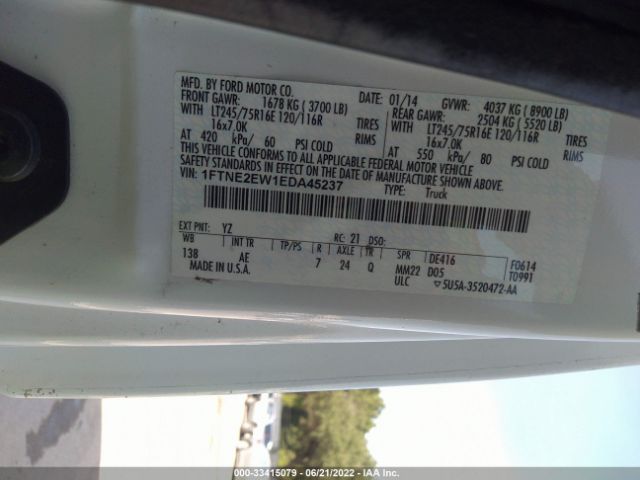 MFD. BY FORD MOTOR CO.
DATE: 01/14 GVWR: 4037 KG (8900 LB)
FRONT GAWR: 1678 KG (3700 LB) REAR GAWR: 2504 KG (5520 LB)
WITH LT245/75R16E 120/116R TIRES WITH LT245/75R16E 120/116R TIRES
16x7.0K RIMS 16x7.0K RIMS
AT 420 kPa/ 60 PSI COLD AT 550 kPa/ 80 PSI COLD
THIS VEHICLE CONFORMS TO ALL APPLICABLE FEDERAL MOTOR VEHICLE
SAFETY STANDARDS IN EFFECT ON THE DATE OF MANUFACTURE SHOWN ABOVE.
VIN: 1FTNE2EW1EDA45237
TYPE: Truck
EXT PNT: YZ RC: 21 DSO:
WB INT TR TP/PS R AXLE TR SPR DE416 F0614
138 AE 7 24 Q MM22 D05 T0991
MADE IN U.S.A. ULC 5U5A-3520472-AA
000-33415079 - 06/21/2022 - IAA Inc.